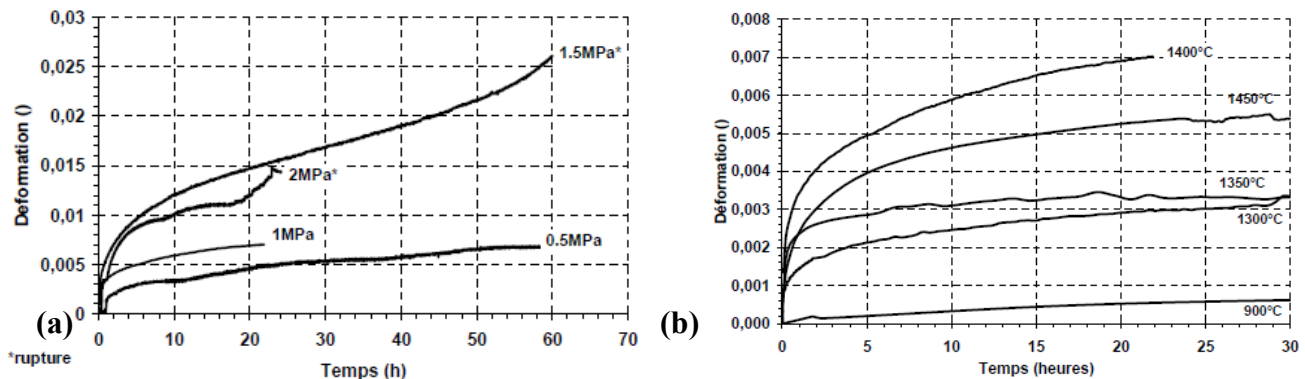 0,03
0,025
0,02
0,015
0,01
0,005
0
Deformation ()
1.5MPa*
2MPa*
1MPa
0.5MPa
0 10 20 30 40 50 60 70
Temps (h)
(a)
*rupture
0,008
0,007
0,006
0,005
0,004
0,003
0,002
0,001
0,000
Déformation ()
1400°C
1450°C
1350°C
1300°C
900°C
0 5 10 15 20 25 30
Temps (heures)
(b)